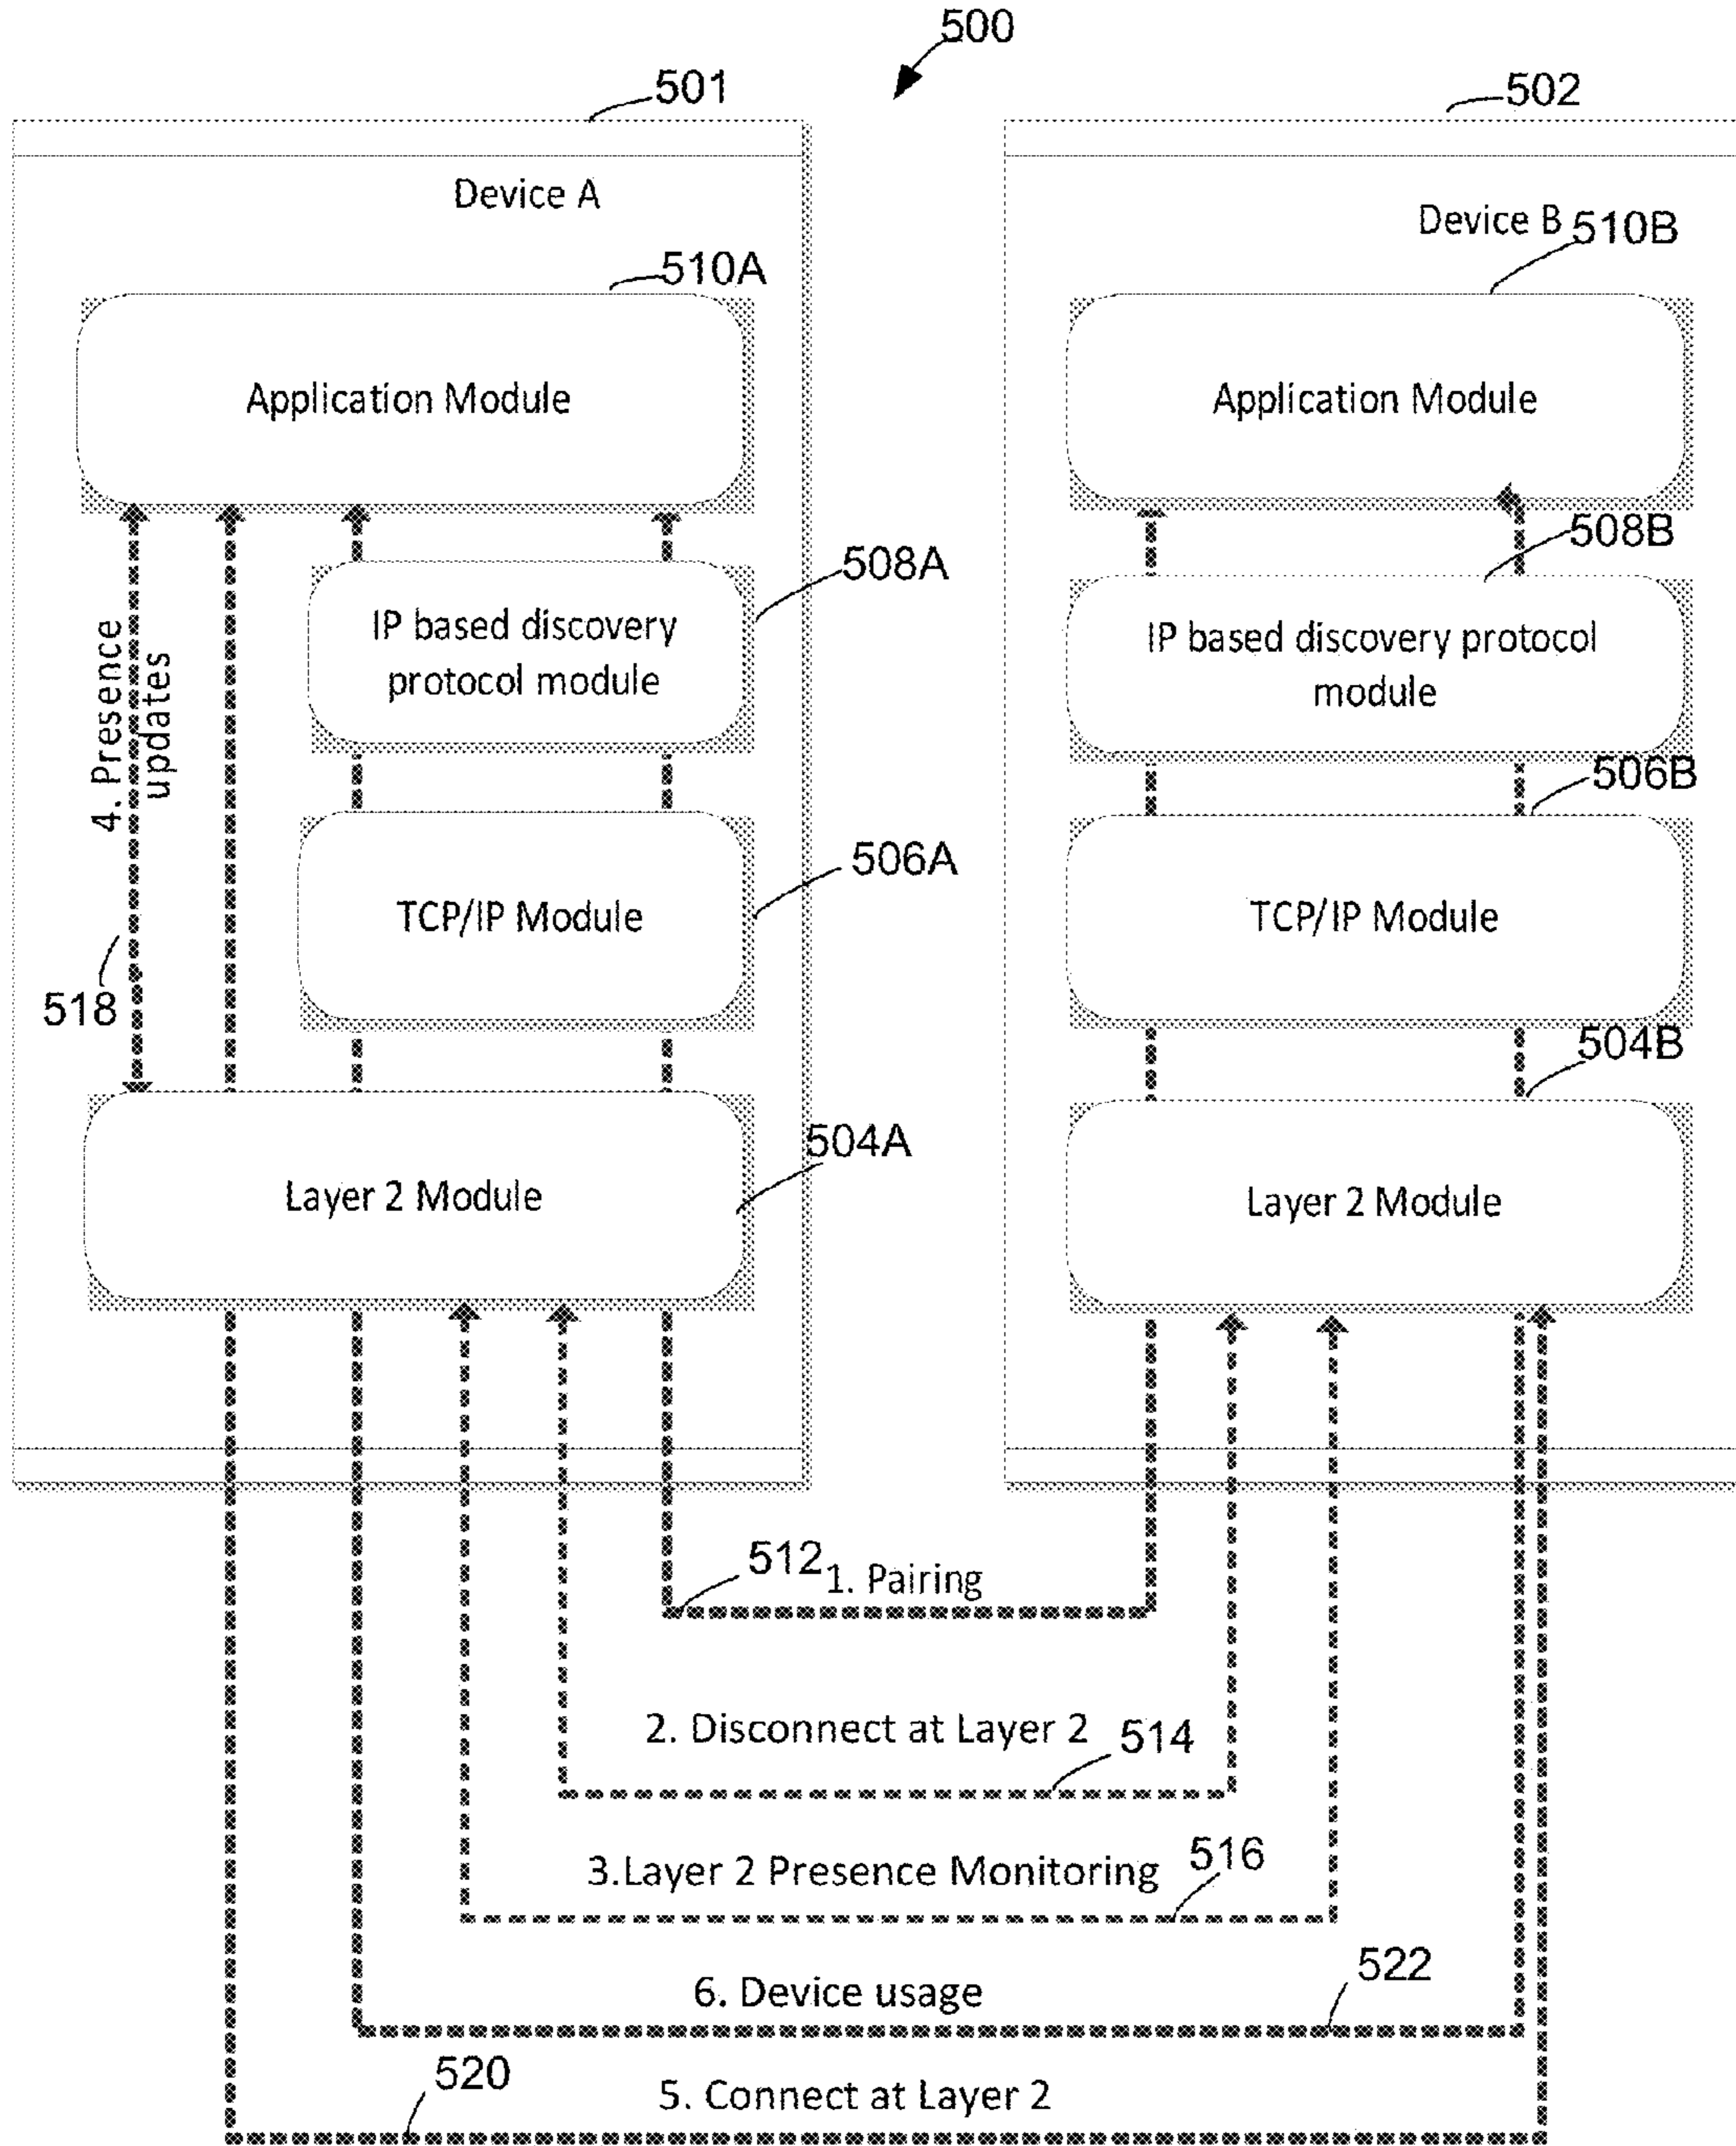 500
501
502
Device A
Device B
510A
510B
Application Module
Application Module
508A
508B
IP based discovery
protocol module
IP based discovery protocol
module
4. Presence
updates
506A
506B
TCP/IP Module
TCP/IP Module
518
504A
504B
Layer 2 Module
Layer 2 Module
512
1. Pairing
2. Disconnect at Layer 2
514
3.Layer 2 Presence Monitoring
516
6. Device usage
522
520
5. Connect at Layer 2